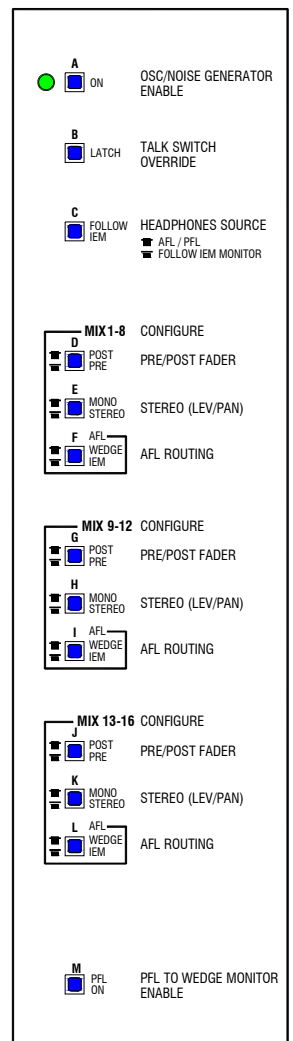 A
ON
OSC/NOISE GENERATOR
ENABLE
B
LATCH
TALK SWITCH
OVERRIDE
C
FOLLOW
IEM
HEADPHONES SOURCE
AFL / PFL
FOLLOW IEM MONITOR
MIX1-8 CONFIGURE
D
POST
PRE
PRE/POST FADER
E
MONO
STEREO
STEREO (LEV/PAN)
F AFL
WEDGE
IEM
AFL ROUTING
MIX 9-12 CONFIGURE
G
POST
PRE
PRE/POST FADER
H
MONO
STEREO
STEREO (LEV/PAN)
I AFL
WEDGE
IEM
AFL ROUTING
MIX 13-16 CONFIGURE
J
POST
PRE
PRE/POST FADER
K
MONO
STEREO
STEREO (LEV/PAN)
L AFL
WEDGE
IEM
AFL ROUTING
M
PFL
ON
PFL TO WEDGE MONITOR
ENABLE